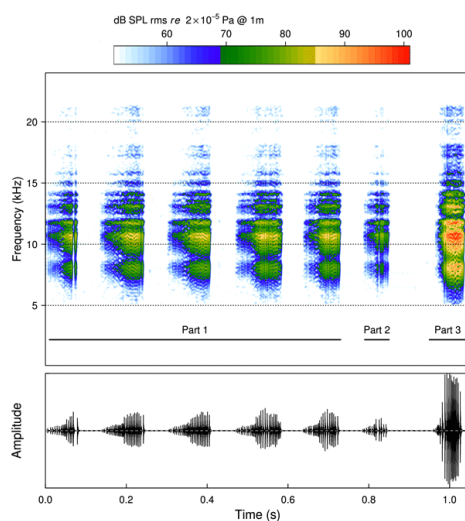 dB SPL rms re 2×10⁻⁵ Pa @ 1m
60 70 80 90 100
Frequency (kHz)
20
15
10
5
Part 1 Part 2 Part 3
Amplitude
0.0 0.2 0.4 0.6 0.8 1.0
Time (s)